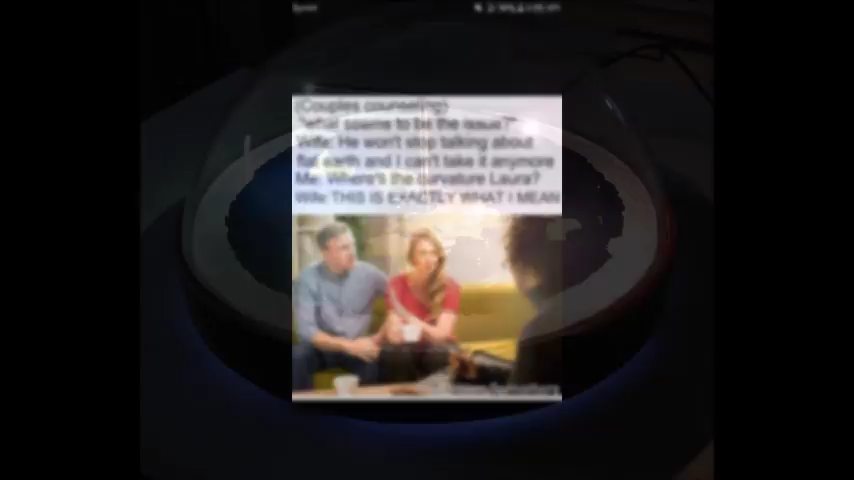 (Couples counseling)
"what seems to be the issue?"
Wife: He won't stop talking about
flat earth and I can't take it anymore
Me: Where's the curvature Laura?
Wife THIS IS EXACTLY WHAT I MEAN